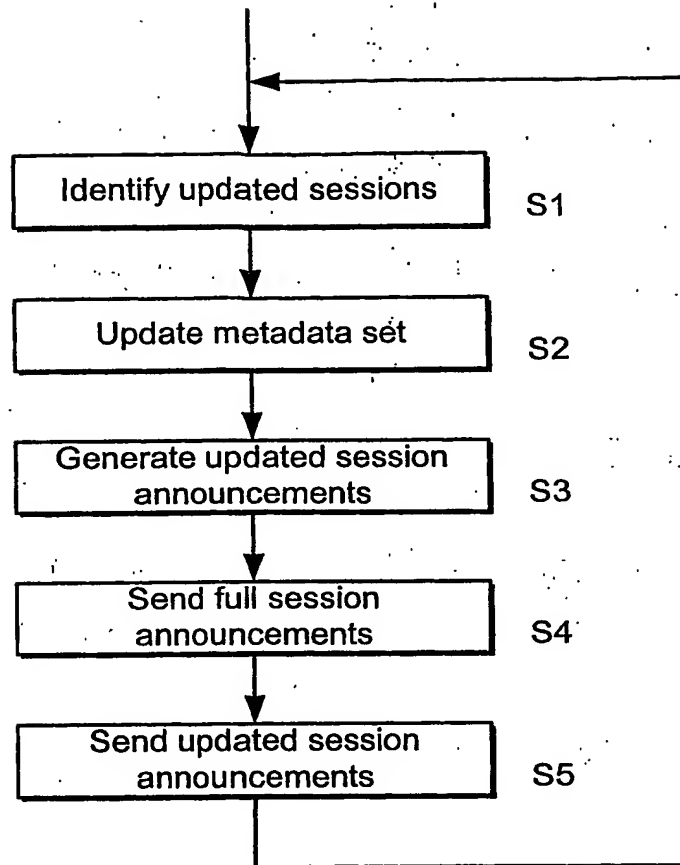 Identify updated sessions
S1
Update metadata set
S2
Generate updated session
announcements
S3
Send full session
announcements
S4
Send updated session
announcements
S5